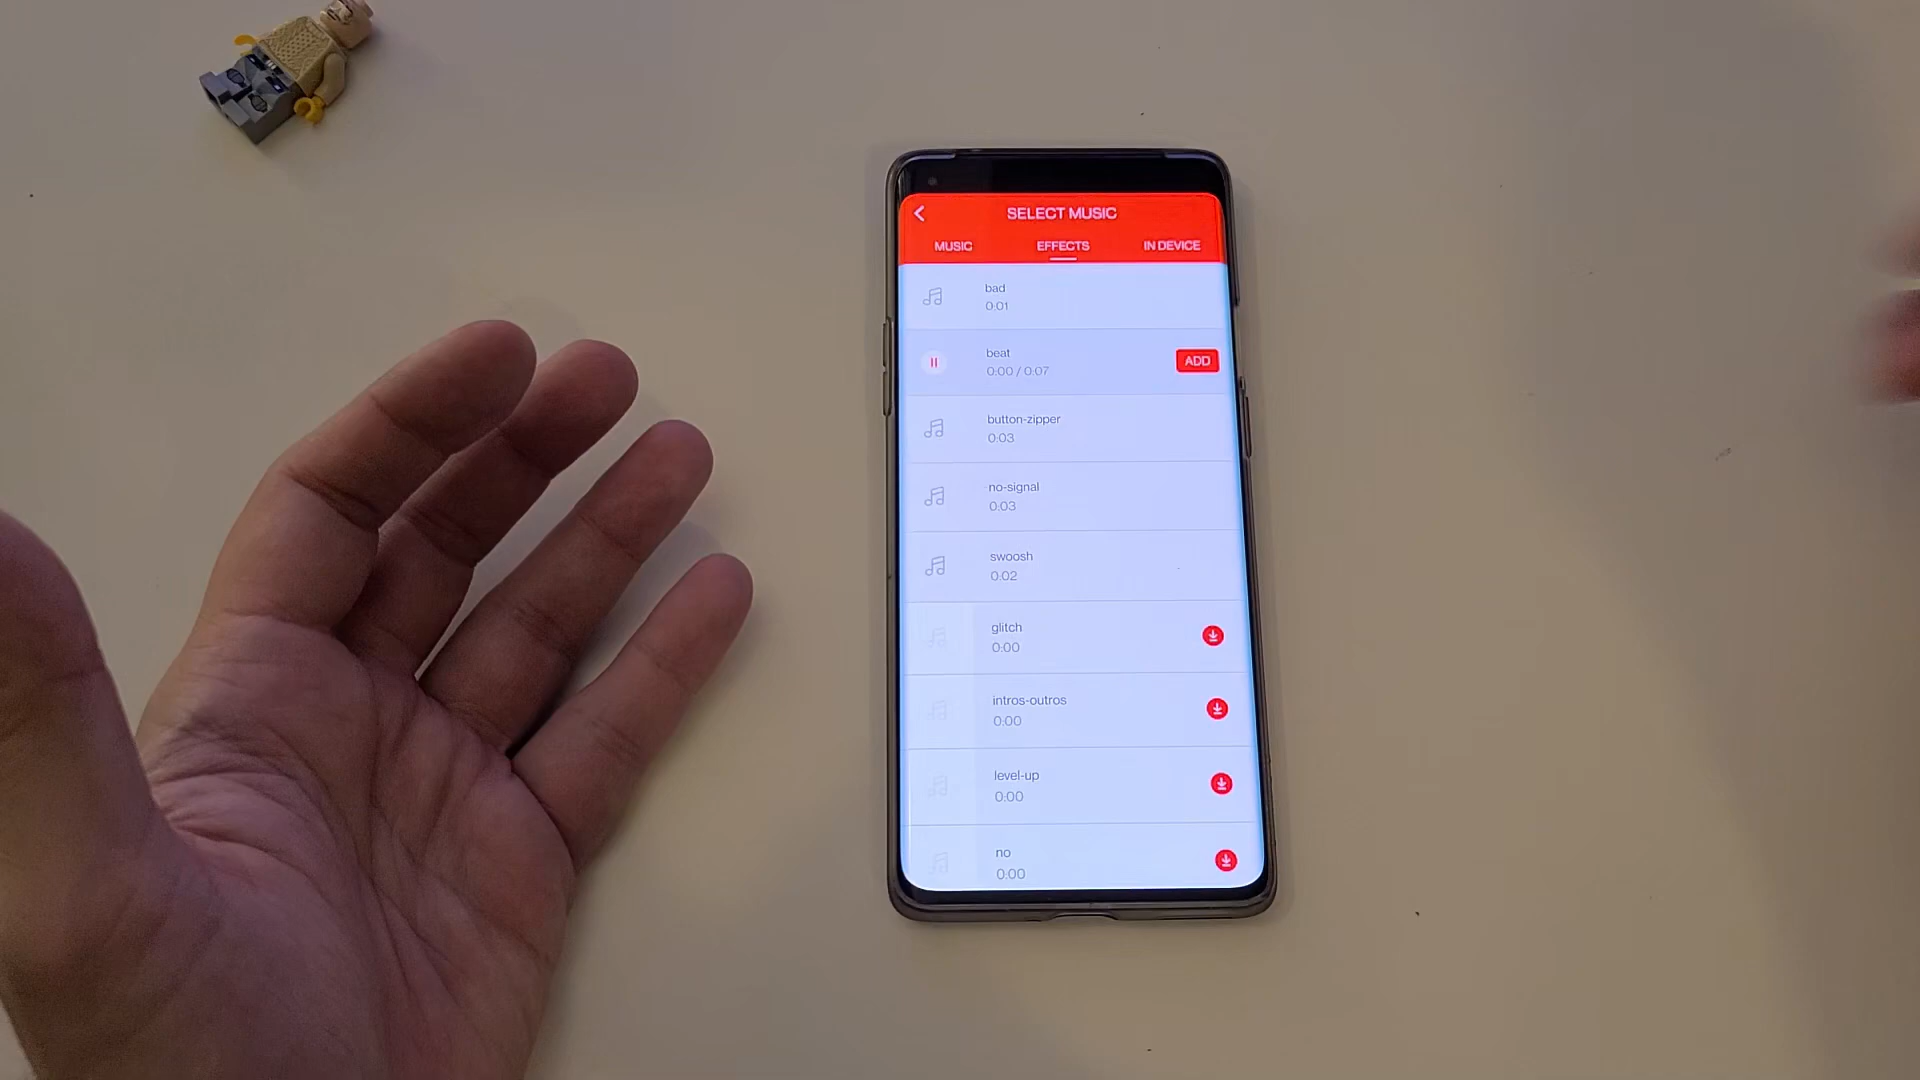 SELECT MUSIC
MUSIC EFFECTS IN DEVICE
bad
0:01
beat
0:00 / 0:07
ADD
button-zipper
0:03
no-signal
0:03
swoosh
0:02
glitch
0:00
intros-outros
0:00
level-up
0:00
no
0:00